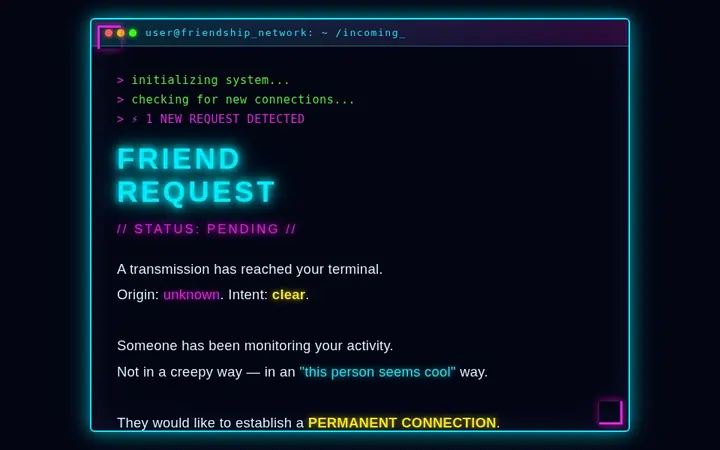 user@friendship_network: ~ /incoming_
> initializing system...
> checking for new connections...
> ⚡ 1 NEW REQUEST DETECTED
FRIEND
REQUEST
// STATUS: PENDING //
A transmission has reached your terminal.
Origin: unknown. Intent: clear.
Someone has been monitoring your activity.
Not in a creepy way — in an "this person seems cool" way.
They would like to establish a PERMANENT CONNECTION.